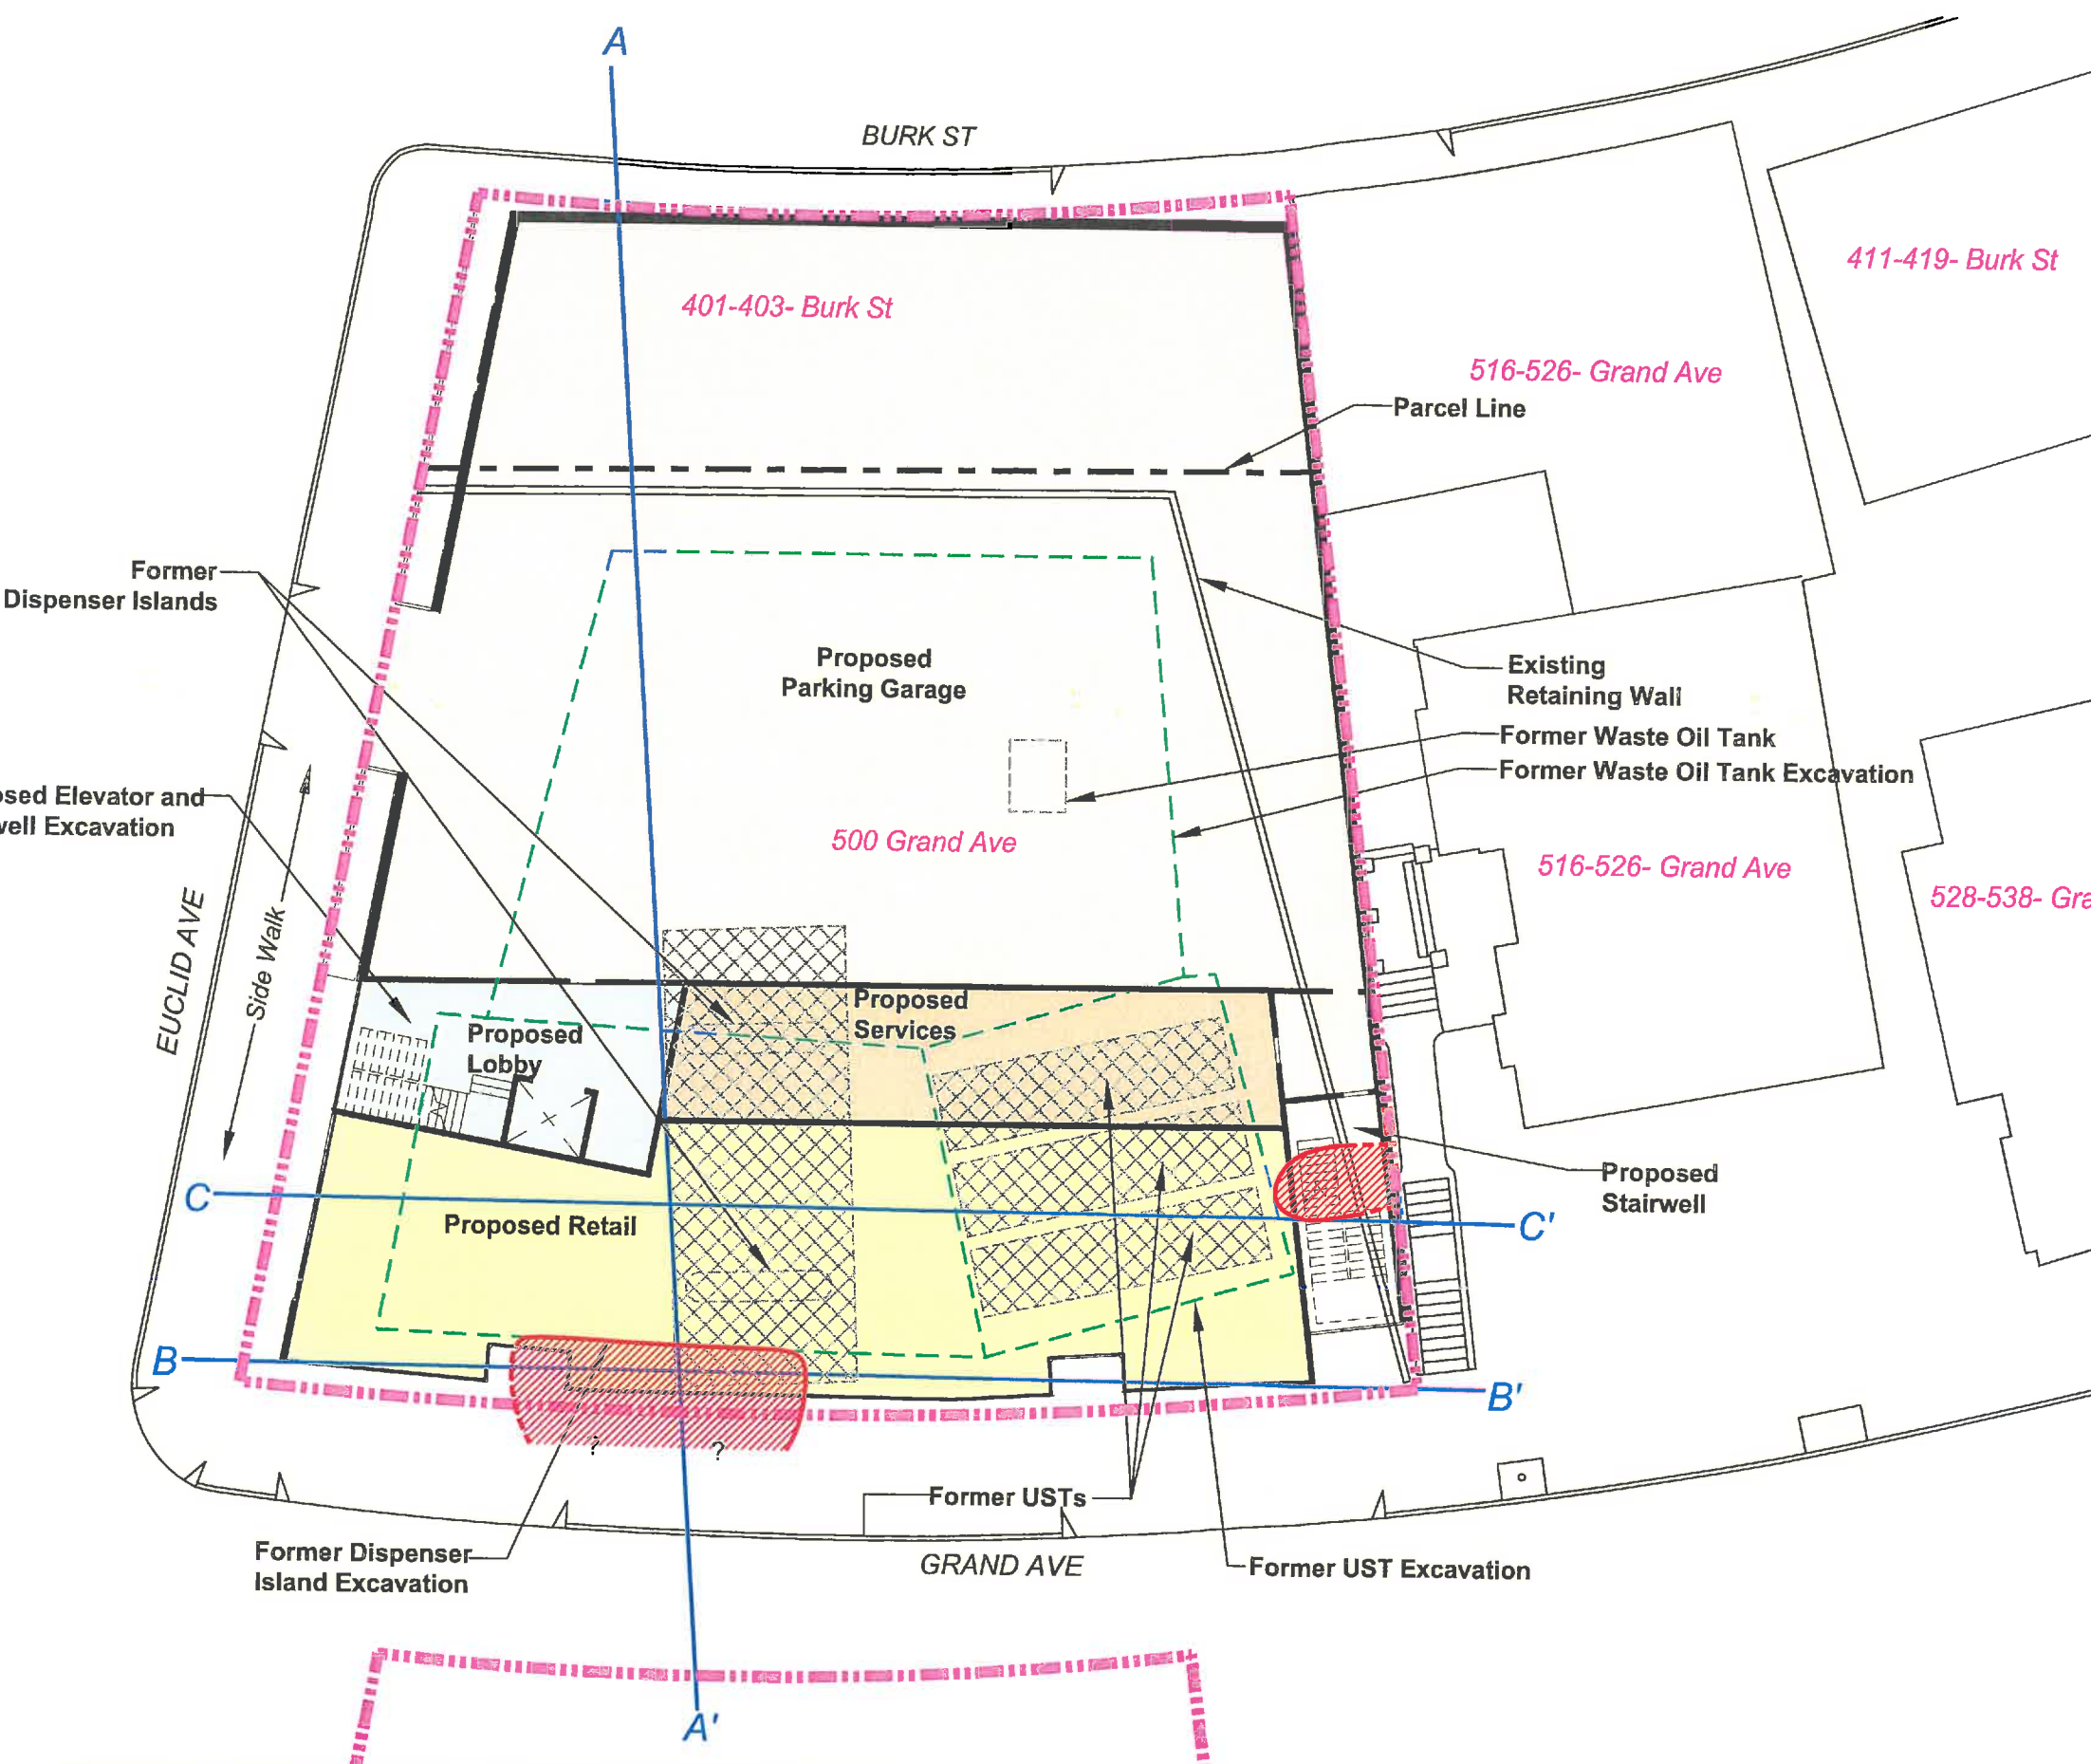 A
BURK ST
401-403- Burk St
411-419- Burk St
516-526- Grand Ave
Parcel Line
Former
Dispenser Islands
Proposed
Parking Garage
Existing
Retaining Wall
Former Waste Oil Tank
Former Waste Oil Tank Excavation
Elevator and
Excavation
500 Grand Ave
516-526- Grand Ave
528-538-
EUCLID AVE
Side Walk
Proposed
Services
Proposed
Lobby
Proposed
Stairwell
C
C'
Proposed Retail
B
B'
?
?
Former USTs
Former Dispenser
Island Excavation
GRAND AVE
Former UST Excavation
A'